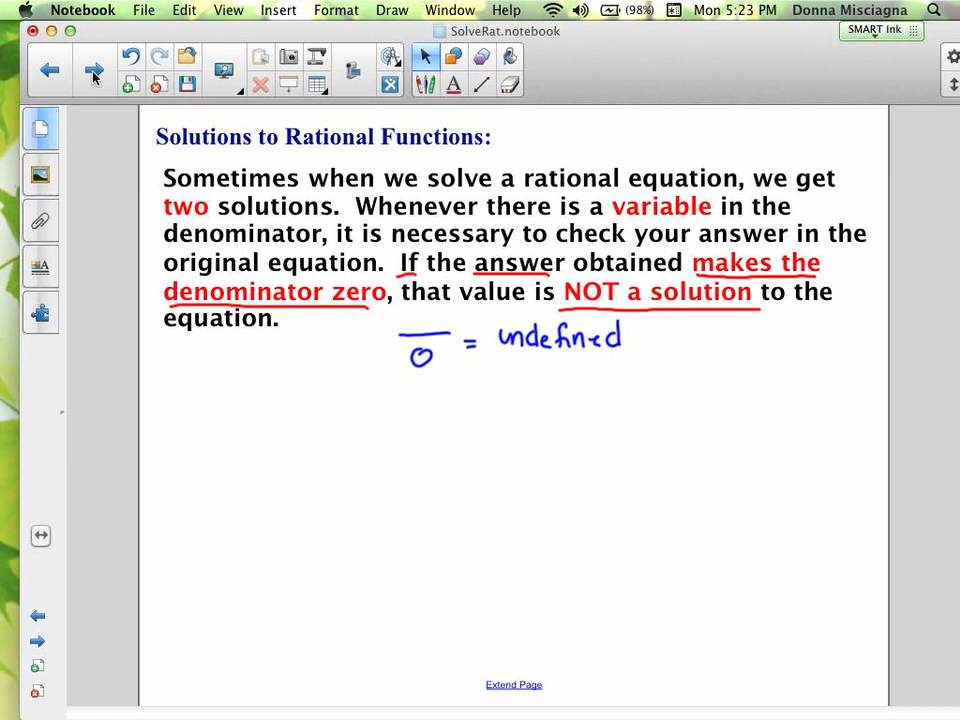 Notebook File Edit View Insert Format Draw Window Help (98%) Mon 5:23 PM Donna Misciagna
SolveRat.notebook
SMART Ink
Solutions to Rational Functions:
Sometimes when we solve a rational equation, we get
two solutions. Whenever there is a variable in the
denominator, it is necessary to check your answer in the
original equation. If the answer obtained makes the
denominator zero, that value is NOT a solution to the
equation.
— = undefined
0
Extend Page